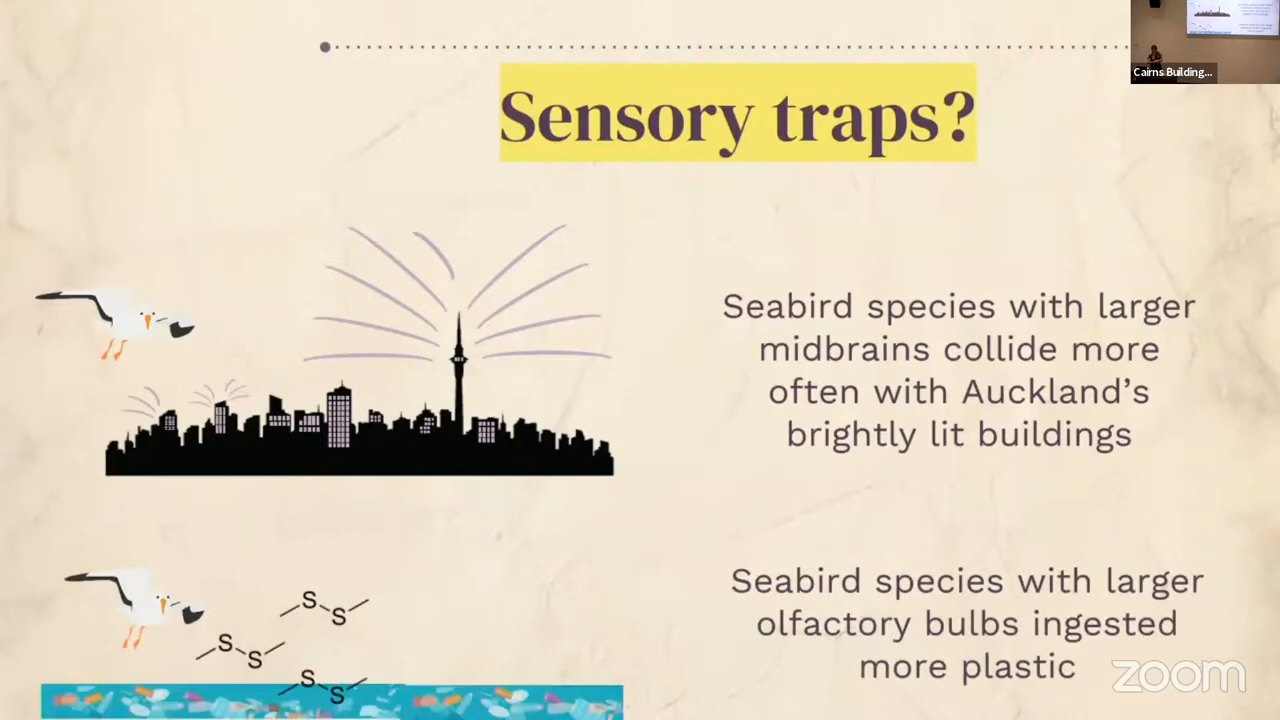 Cairns Building...
Sensory traps?
Seabird species with larger
midbrains collide more
often with Auckland's
brightly lit buildings
S
S
S
S
S
S
Seabird species with larger
olfactory bulbs ingested
more plastic
zoom